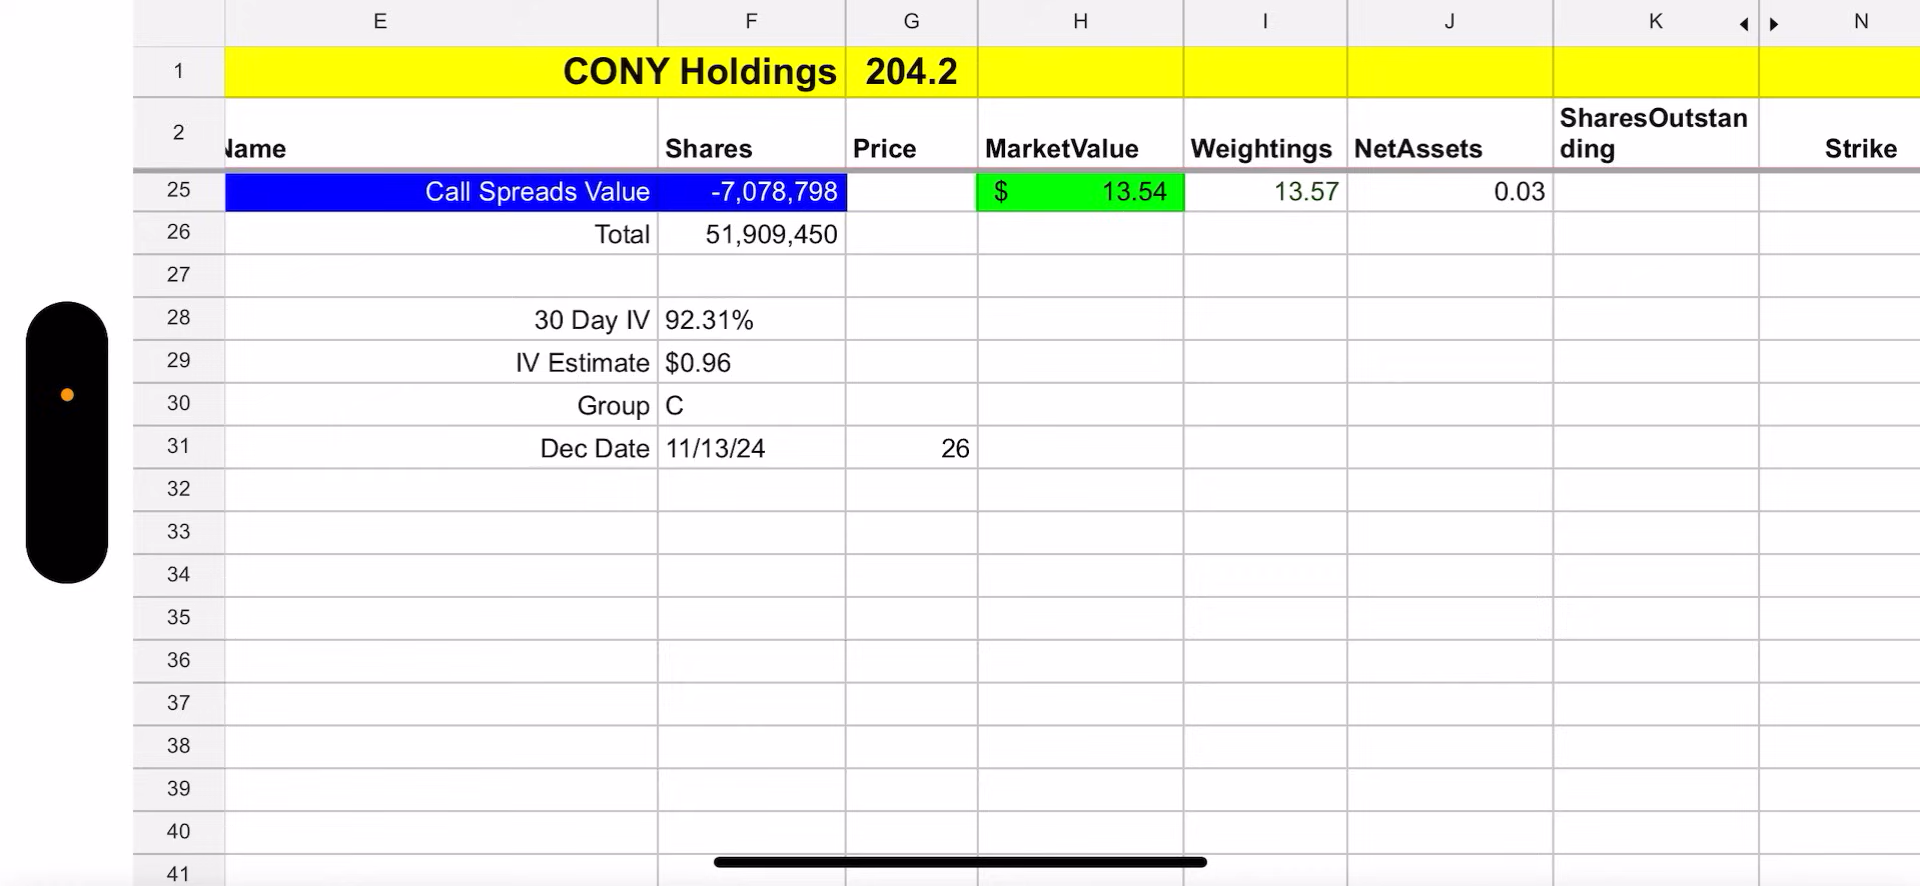 E F G H I J K N
1 CONY Holdings 204.2
2 Name Shares Price MarketValue Weightings NetAssets SharesOutstan
ding Strike
25 Call Spreads Value -7,078,798 $ 13.54 13.57 0.03
26 Total 51,909,450
27
28 30 Day IV 92.31%
29 IV Estimate $0.96
30 Group C
31 Dec Date 11/13/24 26
32
33
34
35
36
37
38
39
40
41